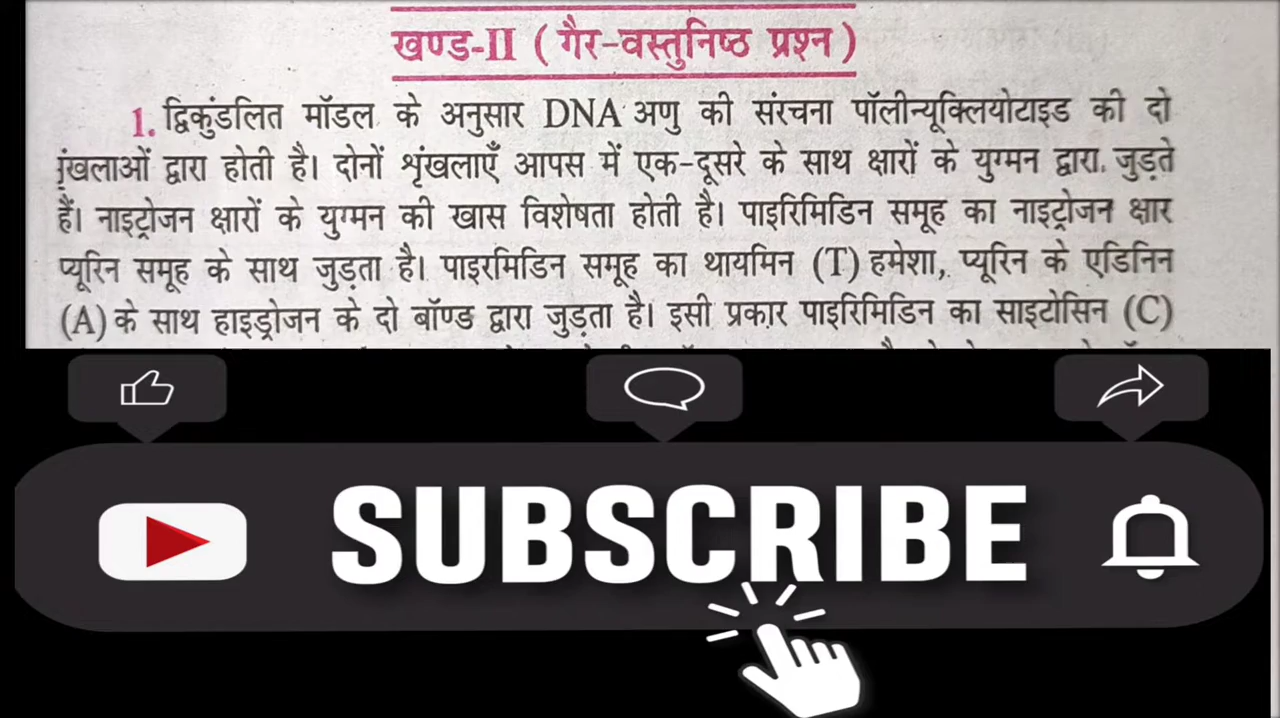 खण्ड-II ( गैर-वस्तुनिष्ठ प्रश्न )
1. द्विकुंडलित मॉडल के अनुसार DNA अणु की संरचना पॉलीन्यूक्लियोटाइड की दो
शृंखलाओं द्वारा होती है। दोनों शृंखलाएँ आपस में एक-दूसरे के साथ क्षारों के युग्मन द्वारा जुड़ते
हैं। नाइट्रोजन क्षारों के युग्मन की खास विशेषता होती है। पाइरिमिडिन समूह का नाइट्रोजन क्षार
प्यूरिन समूह के साथ जुड़ता है। पाइरमिडिन समूह का थायमिन (T) हमेशा, प्यूरिन के एडिनिन
(A) के साथ हाइड्रोजन के दो बॉण्ड द्वारा जुड़ता है। इसी प्रकार पाइरिमिडिन का साइटोसिन (C)
SUBSCRIBE